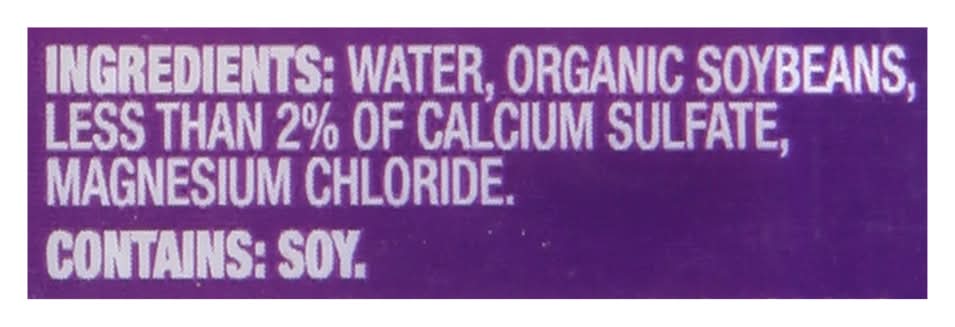 INGREDIENTS: WATER, ORGANIC SOYBEANS,
LESS THAN 2% OF CALCIUM SULFATE,
MAGNESIUM CHLORIDE.
CONTAINS: SOY.